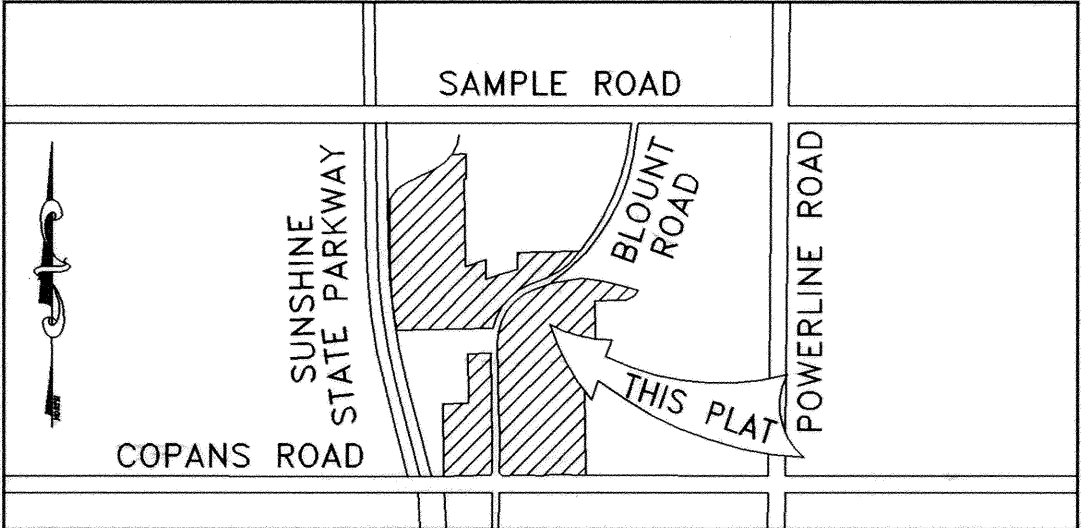 SAMPLE ROAD
SUNSHINE
STATE PARKWAY
BLOUNT
ROAD
POWERLINE ROAD
THIS PLAT
COPANS ROAD